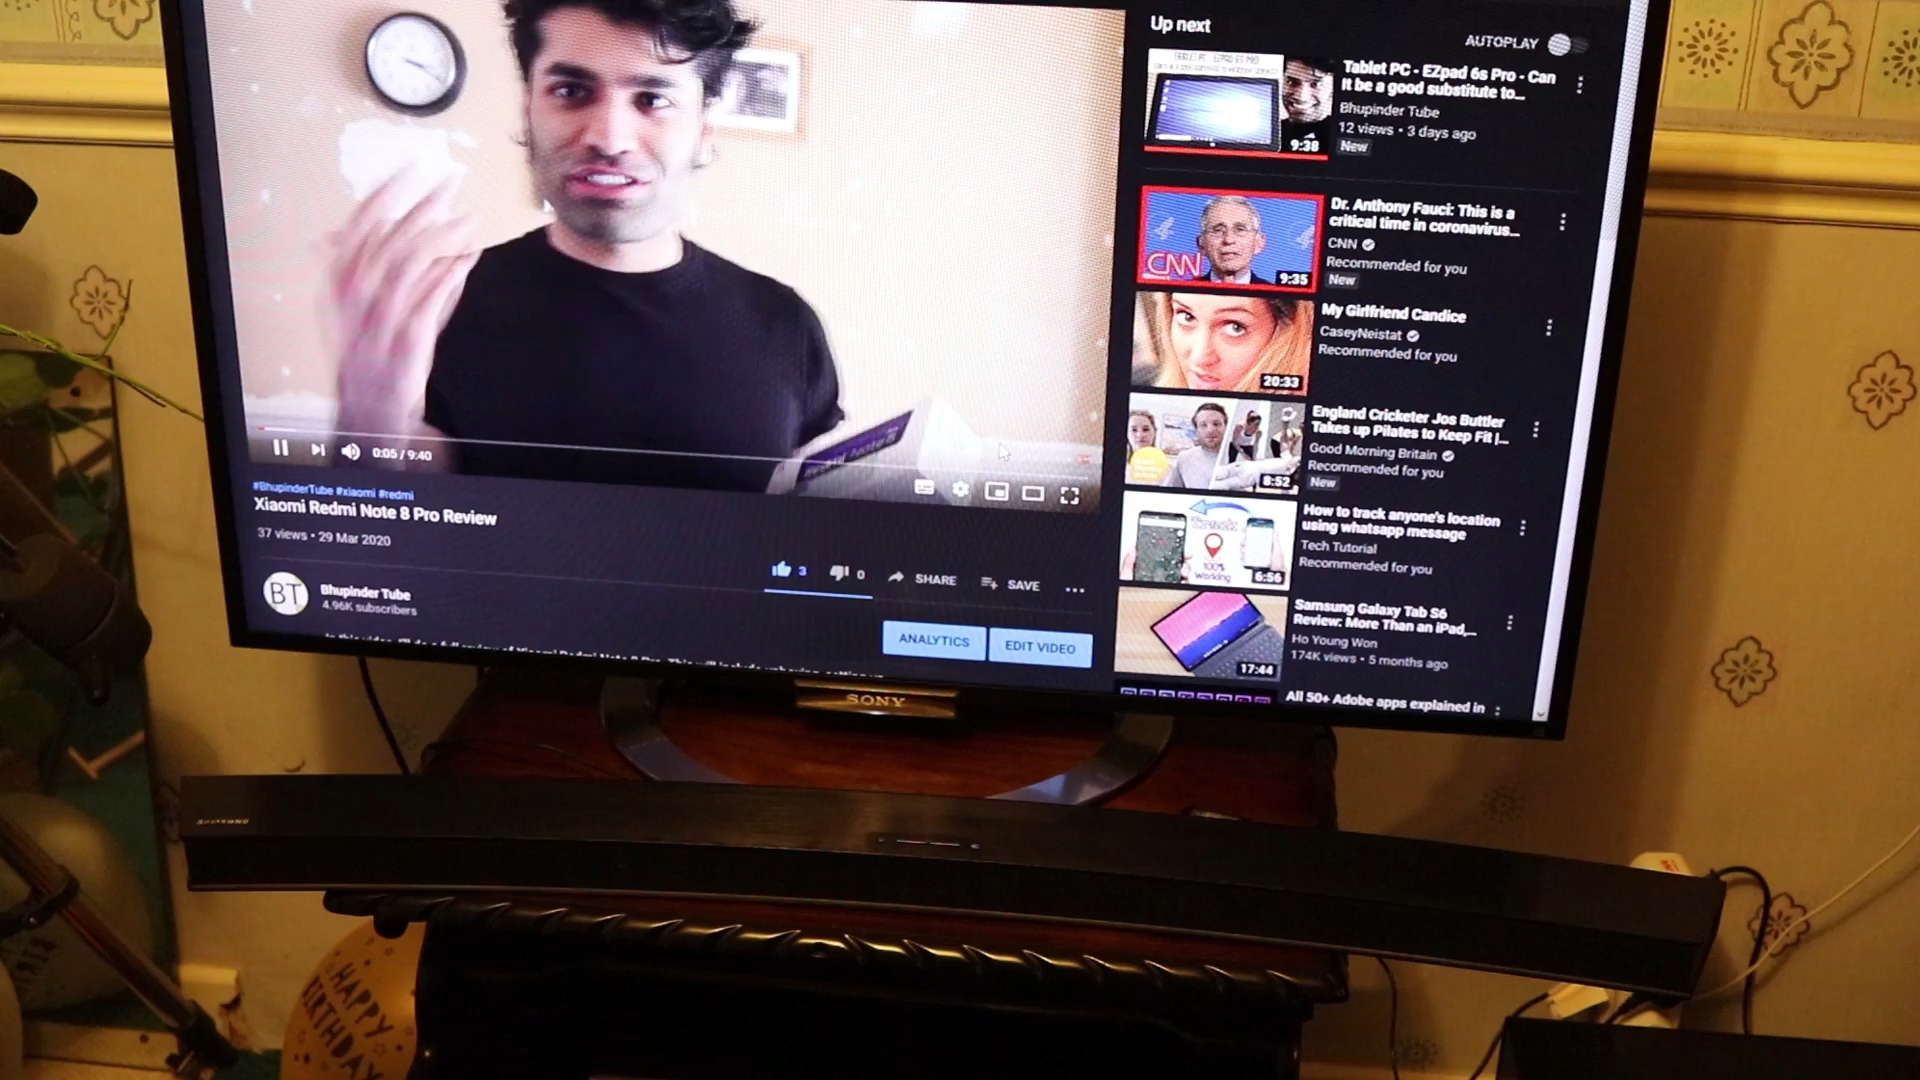 Up next
AUTOPLAY
Tablet PC - EZpad 6s Pro - Can
it be a good substitute to...
Bhupinder Tube
12 views • 3 days ago
New
9:38
Dr. Anthony Fauci: This is a
critical time in coronavirus...
CNN
Recommended for you
New
CNN
9:35
My Girlfriend Candice
CaseyNeistat
Recommended for you
20:33
England Cricketer Jos Buttler
Takes up Pilates to Keep Fit |...
Good Morning Britain
Recommended for you
New
8:52
How to track anyone's location
using whatsapp message
Tech Tutorial
Recommended for you
100%
Working
6:56
Samsung Galaxy Tab S6
Review: More Than an iPad,...
Ho Young Won
174K views • 5 months ago
17:44
All 50+ Adobe apps explained in
0:05 / 9:40
#BhupinderTube #xiaomi #redmi
Xiaomi Redmi Note 8 Pro Review
37 views • 29 Mar 2020
3
0
SHARE
SAVE
BT
Bhupinder Tube
4.96K subscribers
ANALYTICS
EDIT VIDEO
SONY
SAMSUNG
HAPPY
BIRTHDAY